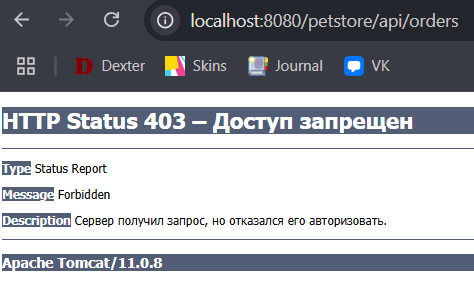 localhost:8080/petstore/api/orders
Dexter Skins Journal VK
HTTP Status 403 – Доступ запрещен
Type Status Report
Message Forbidden
Description Сервер получил запрос, но отказался его авторизовать.
Apache Tomcat/11.0.8